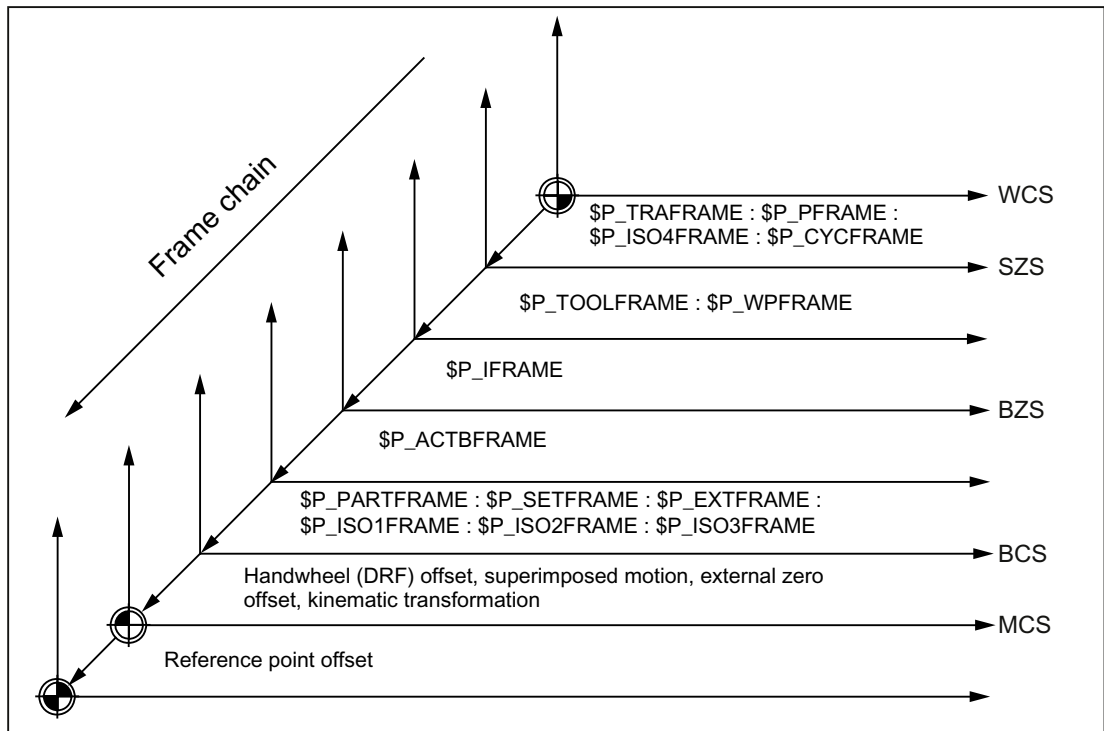 Frame chain
WCS
$P_TRAFRAME : $P_PFRAME :
$P_ISO4FRAME : $P_CYCFRAME
SZS
$P_TOOLFRAME : $P_WPFRAME
$P_IFRAME
BZS
$P_ACTBFRAME
$P_PARTFRAME : $P_SETFRAME : $P_EXTFRAME :
$P_ISO1FRAME : $P_ISO2FRAME : $P_ISO3FRAME
BCS
Handwheel (DRF) offset, superimposed motion, external zero
offset, kinematic transformation
MCS
Reference point offset